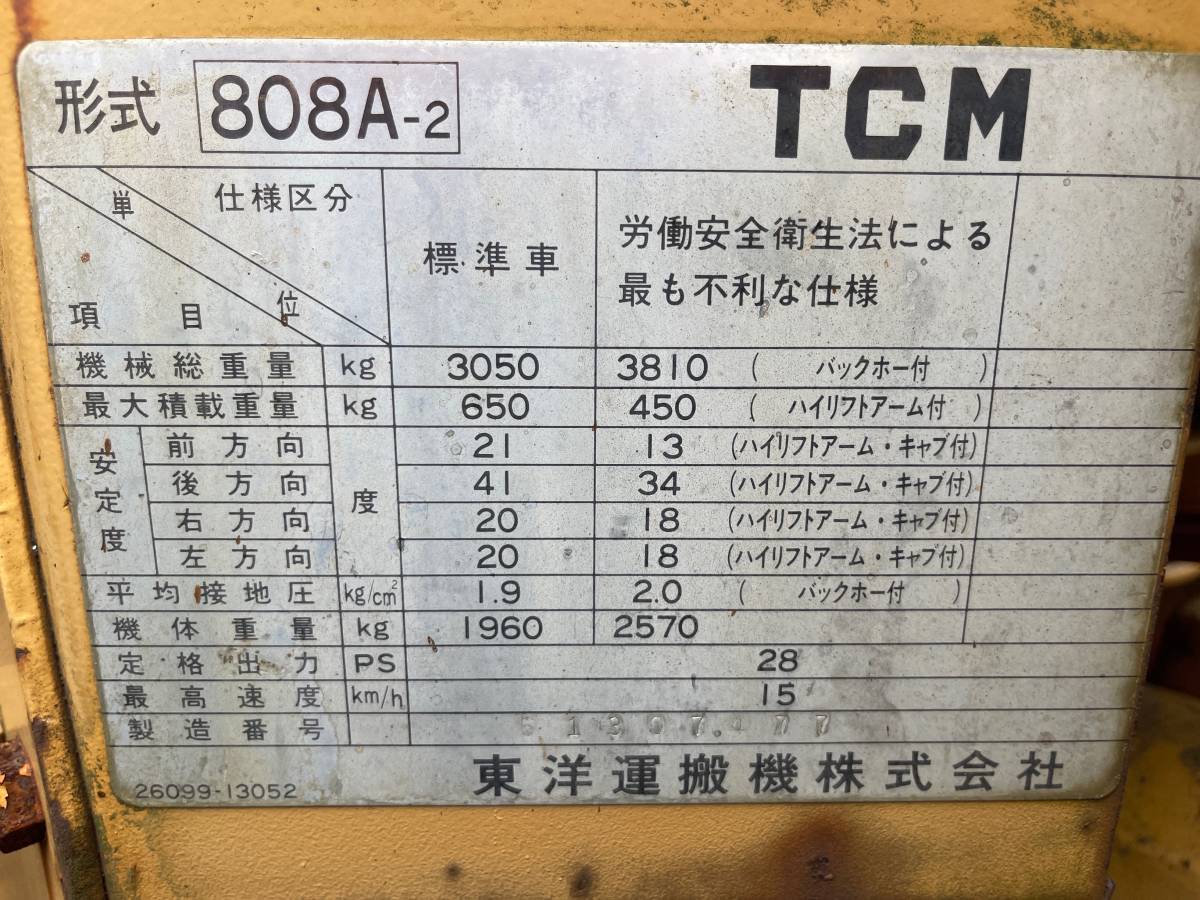 形式 808A-2 TCM
単位 仕様区分
項目
標準車
労働安全衛生法による
最も不利な仕様
機械総重量 kg 3050 3810 (バックホー付)
最大積載重量 kg 650 450 (ハイリフトアーム付)
安定度 度
前方向 21 13 (ハイリフトアーム・キャブ付)
後方向 41 34 (ハイリフトアーム・キャブ付)
右方向 20 18 (ハイリフトアーム・キャブ付)
左方向 20 18 (ハイリフトアーム・キャブ付)
平均接地圧 kg/cm² 1.9 2.0 (バックホー付)
機体重量 kg 1960 2570
定格出力 PS 28
最高速度 km/h 15
製造番号
26099-13052 東洋運搬機株式会社